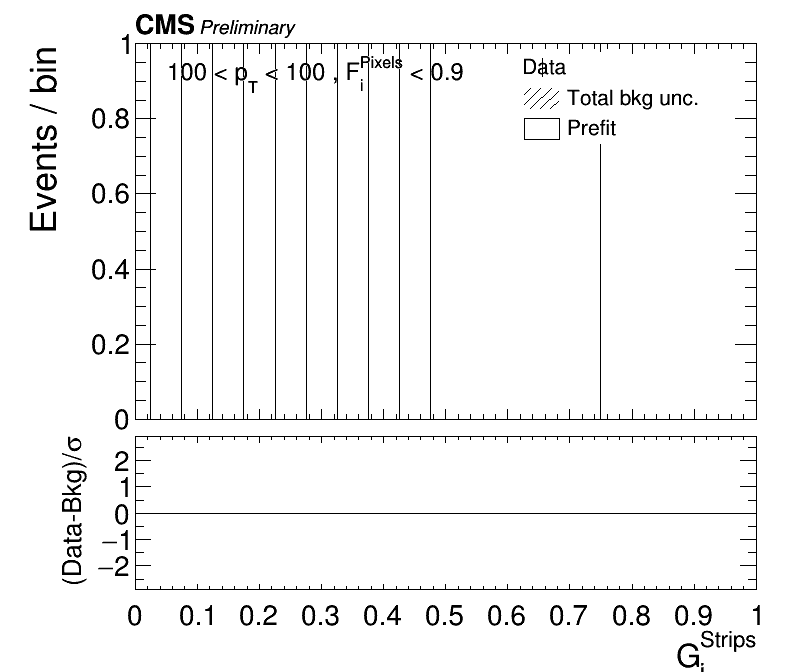 CMS Preliminary
Events / bin
1
0.8
0.6
0.4
0.2
0
100 < p_T < 100 , F_i^Pixels < 0.9
Data
Total bkg unc.
Prefit
(Data-Bkg)/σ
2
1
0
−1
−2
0 0.1 0.2 0.3 0.4 0.5 0.6 0.7 0.8 0.9 1
G_i^Strips